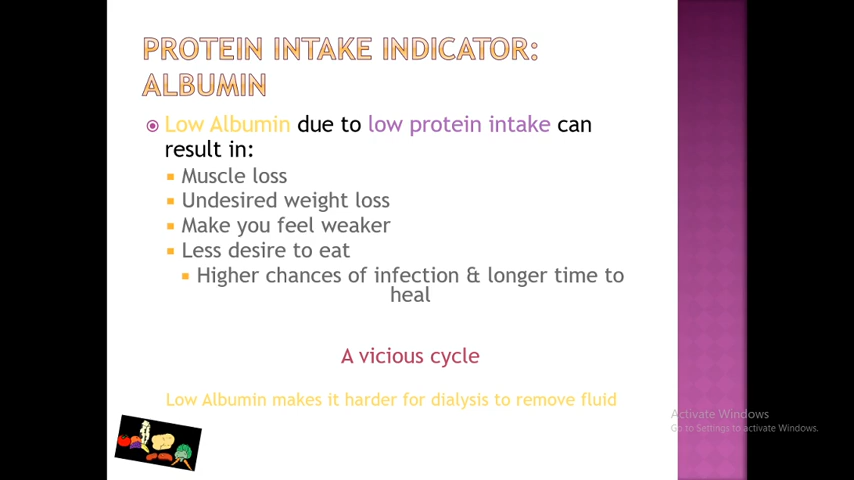 PROTEIN INTAKE INDICATOR:
ALBUMIN
Low Albumin due to low protein intake can
result in:
Muscle loss
Undesired weight loss
Make you feel weaker
Less desire to eat
Higher chances of infection & longer time to
heal
A vicious cycle
Low Albumin makes it harder for dialysis to remove fluid
Activate Windows
Go to Settings to activate Windows.